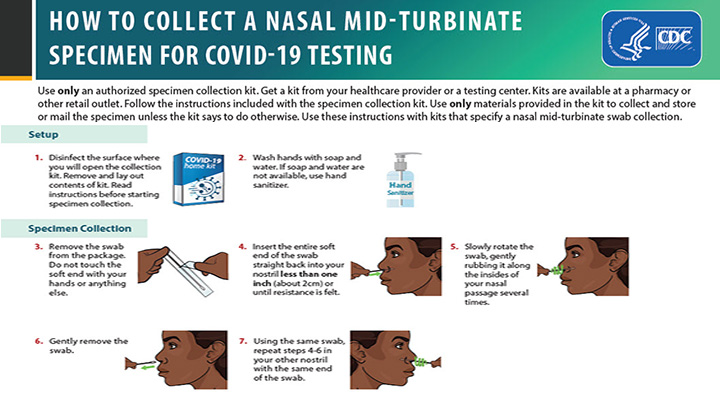 HOW TO COLLECT A NASAL MID-TURBINATE
SPECIMEN FOR COVID-19 TESTING
CDC
Use only an authorized specimen collection kit. Get a kit from your healthcare provider or a testing center. Kits are available at a pharmacy or
other retail outlet. Follow the instructions included with the specimen collection kit. Use only materials provided in the kit to collect and store
or mail the specimen unless the kit says to do otherwise. Use these instructions with kits that specify a nasal mid-turbinate swab collection.
Setup
1. Disinfect the surface where
you will open the collection
kit. Remove and lay out
contents of kit. Read
instructions before starting
specimen collection.
COVID-19
home kit
2. Wash hands with soap and
water. If soap and water are
not available, use hand
sanitizer.
Hand
Sanitizer
Specimen Collection
3. Remove the swab
from the package.
Do not touch the
soft end with your
hands or anything
else.
4. Insert the entire soft
end of the swab
straight back into your
nostril less than one
inch (about 2cm) or
until resistance is felt.
5. Slowly rotate the
swab, gently
rubbing it along
the insides of
your nasal
passage several
times.
6. Gently remove the
swab.
7. Using the same swab,
repeat steps 4-6 in
your other nostril
with the same end
of the swab.